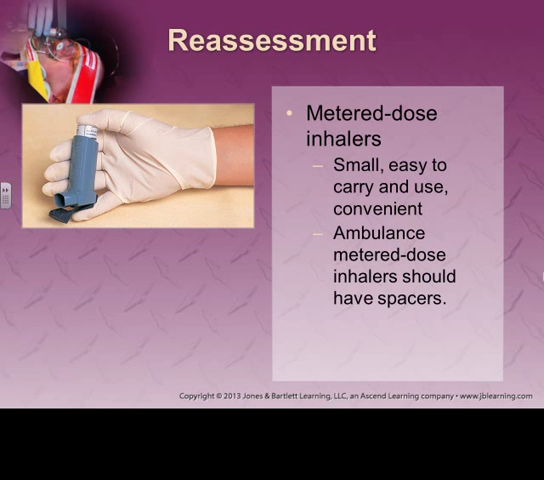 Reassessment
• Metered-dose
inhalers
– Small, easy to
carry and use,
convenient
– Ambulance
metered-dose
inhalers should
have spacers.
Copyright © 2013 Jones & Bartlett Learning, LLC, an Ascend Learning company • www.jblearning.com